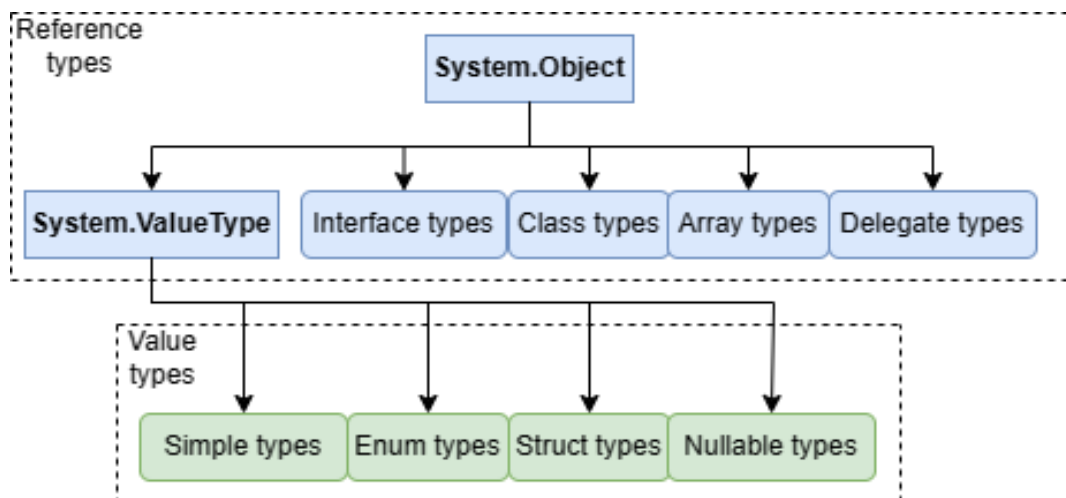 Reference
types
System.Object
System.ValueType
Interface types
Class types
Array types
Delegate types
Value
types
Simple types
Enum types
Struct types
Nullable types